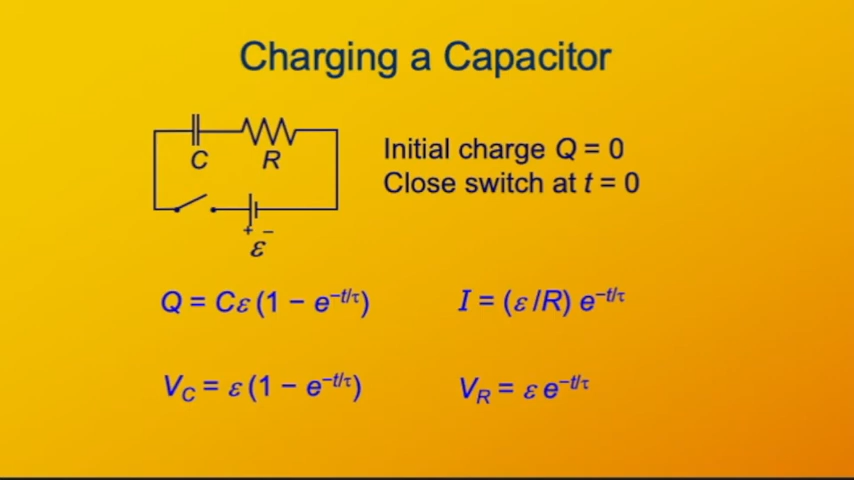 Charging a Capacitor
C R
Initial charge Q = 0
Close switch at t = 0
+ −
ε
Q = Cε (1 − e^−t/τ)
I = (ε /R) e^−t/τ
V_C = ε (1 − e^−t/τ)
V_R = ε e^−t/τ